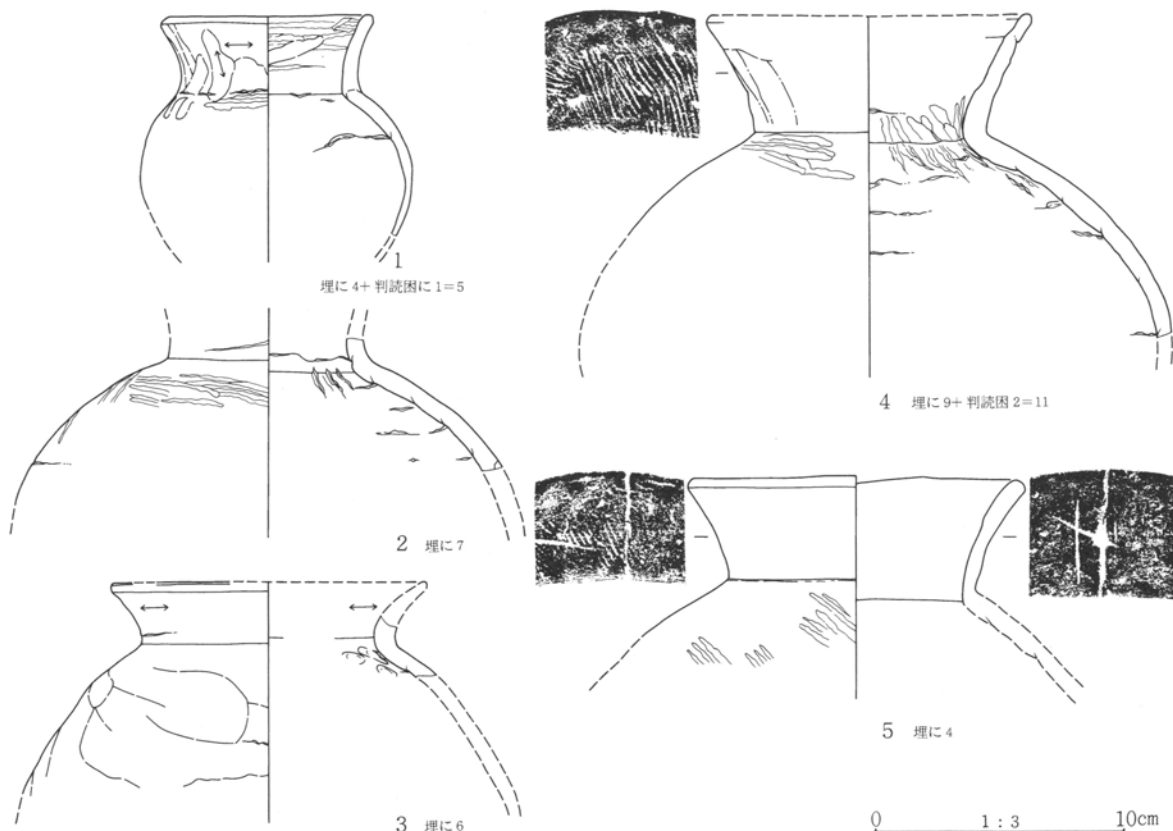 1
埋に 4+ 判読困に 1=5
2 埋に 7
3 埋に 6
4 埋に 9+ 判読困 2=11
5 埋に 4
0 1 : 3 10cm